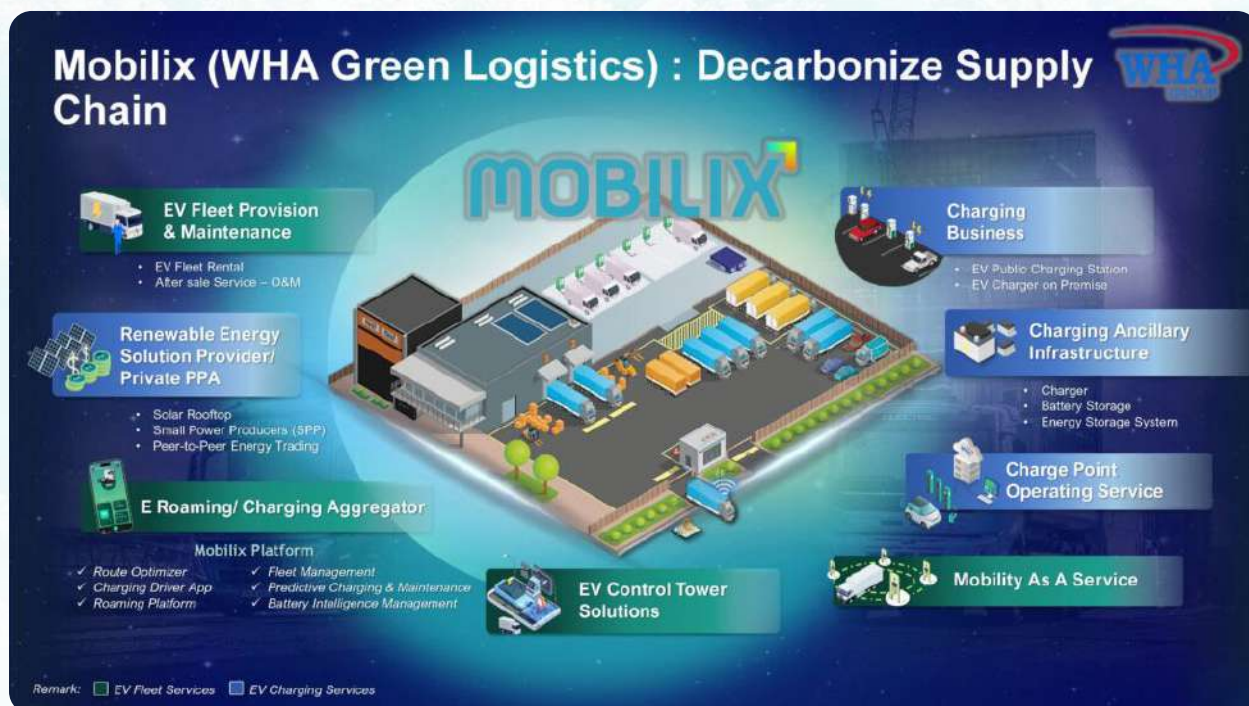 Mobilix (WHA Green Logistics) : Decarbonize Supply
Chain
WHA
GROUP
MOBILIX
EV Fleet Provision
& Maintenance
• EV Fleet Rental
• After sale Service – O&M
Renewable Energy
Solution Provider/
Private PPA
• Solar Rooftop
• Small Power Producers (SPP)
• Peer-to-Peer Energy Trading
E Roaming/ Charging Aggregator
Mobilix Platform
✓ Route Optimizer
✓ Charging Driver App
✓ Roaming Platform
✓ Fleet Management
✓ Predictive Charging & Maintenance
✓ Battery Intelligence Management
EV Control Tower
Solutions
Charging
Business
• EV Public Charging Station
• EV Charger on Premise
Charging Ancillary
Infrastructure
• Charger
• Battery Storage
• Energy Storage System
Charge Point
Operating Service
Mobility As A Service
Remark: EV Fleet Services EV Charging Services